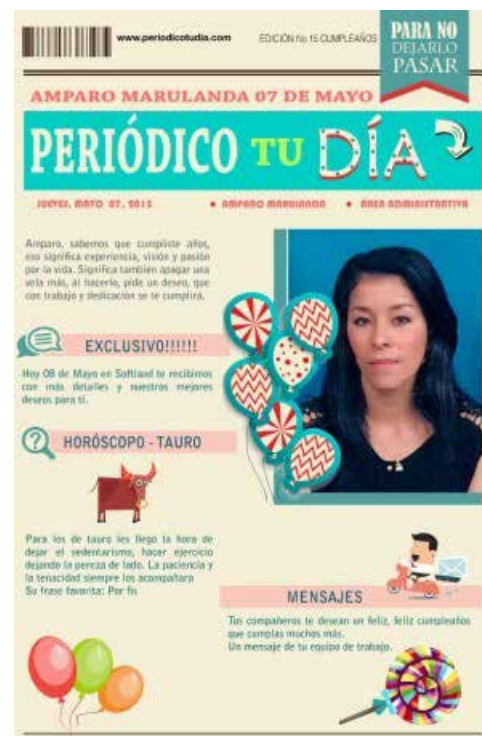 www.periodicotudia.com
EDICIÓN No 15 CUMPLEAÑOS
PARA NO
DEJARLO
PASAR
AMPARO MARULANDA 07 DE MAYO
PERIÓDICO TU DÍA
JUEVES, MAYO 07, 2015 • AMPARO MARULANDA • ÁREA ADMINISTRATIVA
Amparo, sabemos que cumpliste años,
eso significa experiencia, visión y pasión
por la vida. Significa también apagar una
vela más, al hacerlo, pide un deseo, que
con trabajo y dedicación se te cumplirá.
EXCLUSIVO!!!!!!
Hoy 08 de Mayo en Softland te recibimos
con más detalles y nuestros mejores
deseos para ti.
HORÓSCOPO - TAURO
Para los de tauro les llego la hora de
dejar el sedentarismo, hacer ejercicio
dejando la pereza de lado. La paciencia y
la tenacidad siempre los acompañara
Su frase favorita: Por fis
MENSAJES
Tus compañeros te desean un feliz, feliz cumpleaños
que cumplas muchos más.
Un mensaje de tu equipo de trabajo.